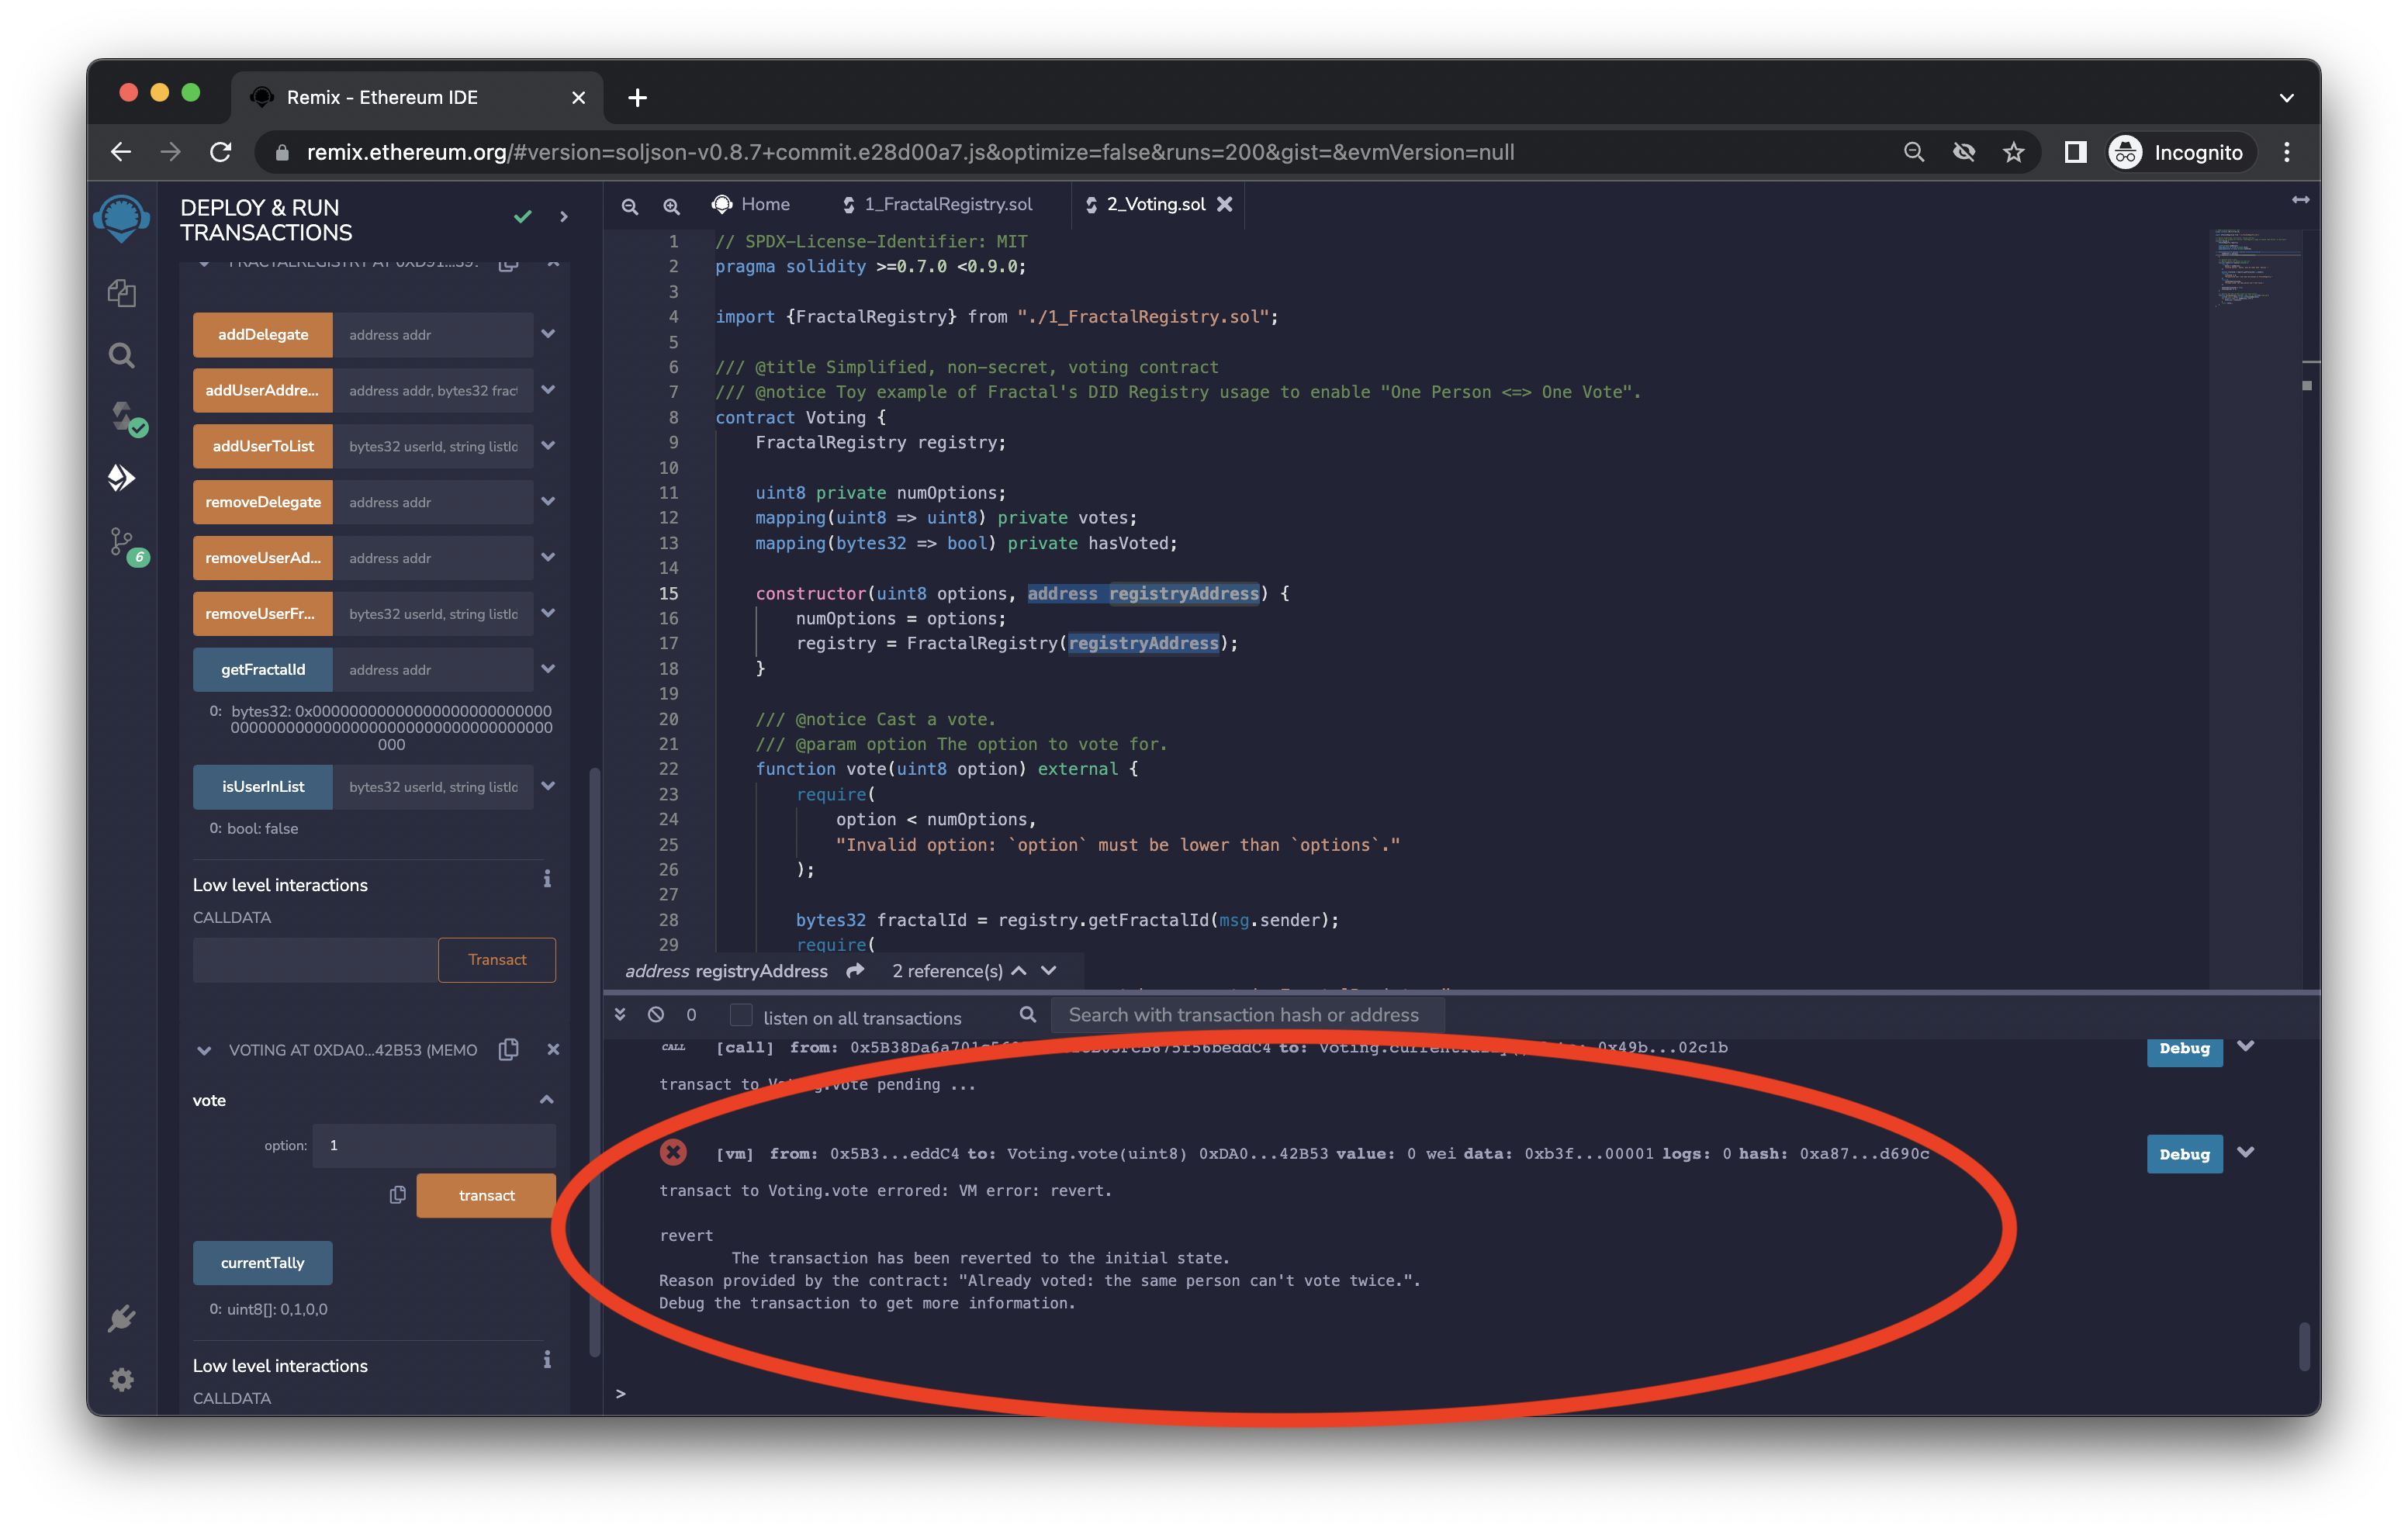 Remix - Ethereum IDE
remix.ethereum.org/#version=soljson-v0.8.7+commit.e28d00a7.js&optimize=false&runs=200&gist=&evmVersion=null
Incognito
DEPLOY & RUN
TRANSACTIONS
FRACTALREGISTRY AT 0XD91...39:
addDelegate address addr
addUserAddre... address addr, bytes32 fract
addUserToList bytes32 userId, string listIc
removeDelegate address addr
removeUserAd... address addr
removeUserFr... bytes32 userId, string listIc
getFractalId address addr
0: bytes32: 0x000000000000000000000000
0000000000000000000000000000000000000
000
isUserInList bytes32 userId, string listIc
0: bool: false
Low level interactions
CALLDATA
Transact
VOTING AT 0XDA0...42B53 (MEMO
vote
option: 1
transact
currentTally
0: uint8[]: 0,1,0,0
Low level interactions
CALLDATA
6
Home
1_FractalRegistry.sol
2_Voting.sol
1 // SPDX-License-Identifier: MIT
2 pragma solidity >=0.7.0 <0.9.0;
3
4 import {FractalRegistry} from "./1_FractalRegistry.sol";
5
6 /// @title Simplified, non-secret, voting contract
7 /// @notice Toy example of Fractal's DID Registry usage to enable "One Person <=> One Vote".
8 contract Voting {
9 FractalRegistry registry;
10
11 uint8 private numOptions;
12 mapping(uint8 => uint8) private votes;
13 mapping(bytes32 => bool) private hasVoted;
14
15 constructor(uint8 options, address registryAddress) {
16 numOptions = options;
17 registry = FractalRegistry(registryAddress);
18 }
19
20 /// @notice Cast a vote.
21 /// @param option The option to vote for.
22 function vote(uint8 option) external {
23 require(
24 option < numOptions,
25 "Invalid option: `option` must be lower than `options`."
26 );
27
28 bytes32 fractalId = registry.getFractalId(msg.sender);
29 require(
address registryAddress 2 reference(s)
0 listen on all transactions Search with transaction hash or address
CALL [call] from: to: 0x49b...02c1b Debug
transact to Voting.vote pending ...
[vm] from: 0x5B3...eddC4 to: Voting.vote(uint8) 0xDA0...42B53 value: 0 wei data: 0xb3f...00001 logs: 0 hash: 0xa87...d690c Debug
transact to Voting.vote errored: VM error: revert.
revert
The transaction has been reverted to the initial state.
Reason provided by the contract: "Already voted: the same person can't vote twice.".
Debug the transaction to get more information.
>